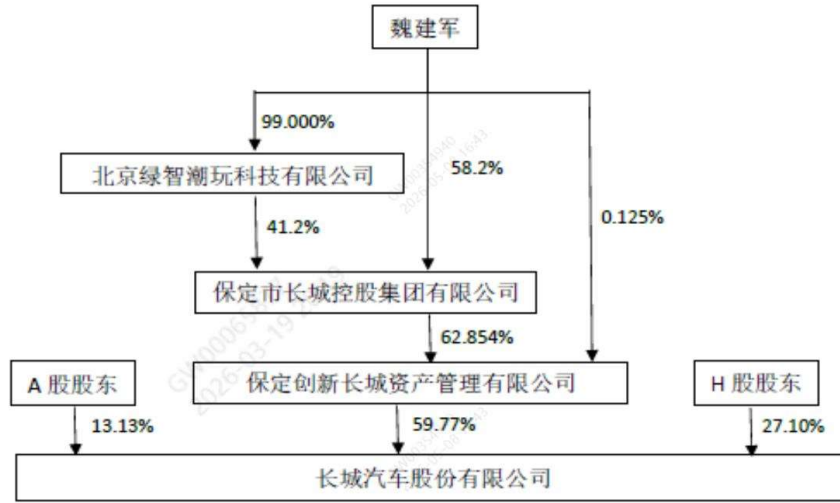 魏建军
99.000%
58.2%
0.125%
北京绿智潮玩科技有限公司
41.2%
保定市长城控股集团有限公司
62.854%
A 股股东
保定创新长城资产管理有限公司
H 股股东
13.13%
59.77%
27.10%
长城汽车股份有限公司